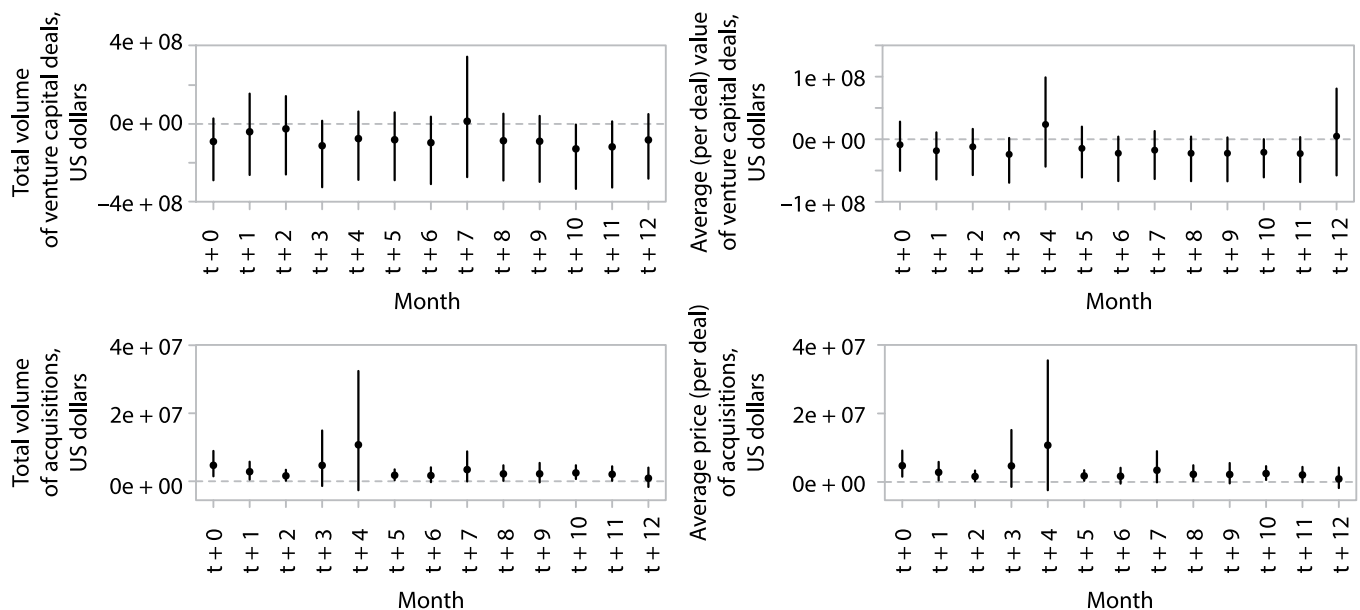 Total volume
of venture capital deals,
US dollars
4e + 08
0e + 00
−4e + 08
t + 0
t + 1
t + 2
t + 3
t + 4
t + 5
t + 6
t + 7
t + 8
t + 9
t + 10
t + 11
t + 12
Month
Average (per deal) value
of venture capital deals,
US dollars
1e + 08
0e + 00
−1e + 08
t + 0
t + 1
t + 2
t + 3
t + 4
t + 5
t + 6
t + 7
t + 8
t + 9
t + 10
t + 11
t + 12
Month
Total volume
of acquisitions,
US dollars
4e + 07
2e + 07
0e + 00
t + 0
t + 1
t + 2
t + 3
t + 4
t + 5
t + 6
t + 7
t + 8
t + 9
t + 10
t + 11
t + 12
Month
Average price (per deal)
of acquisitions,
US dollars
4e + 07
2e + 07
0e + 00
t + 0
t + 1
t + 2
t + 3
t + 4
t + 5
t + 6
t + 7
t + 8
t + 9
t + 10
t + 11
t + 12
Month